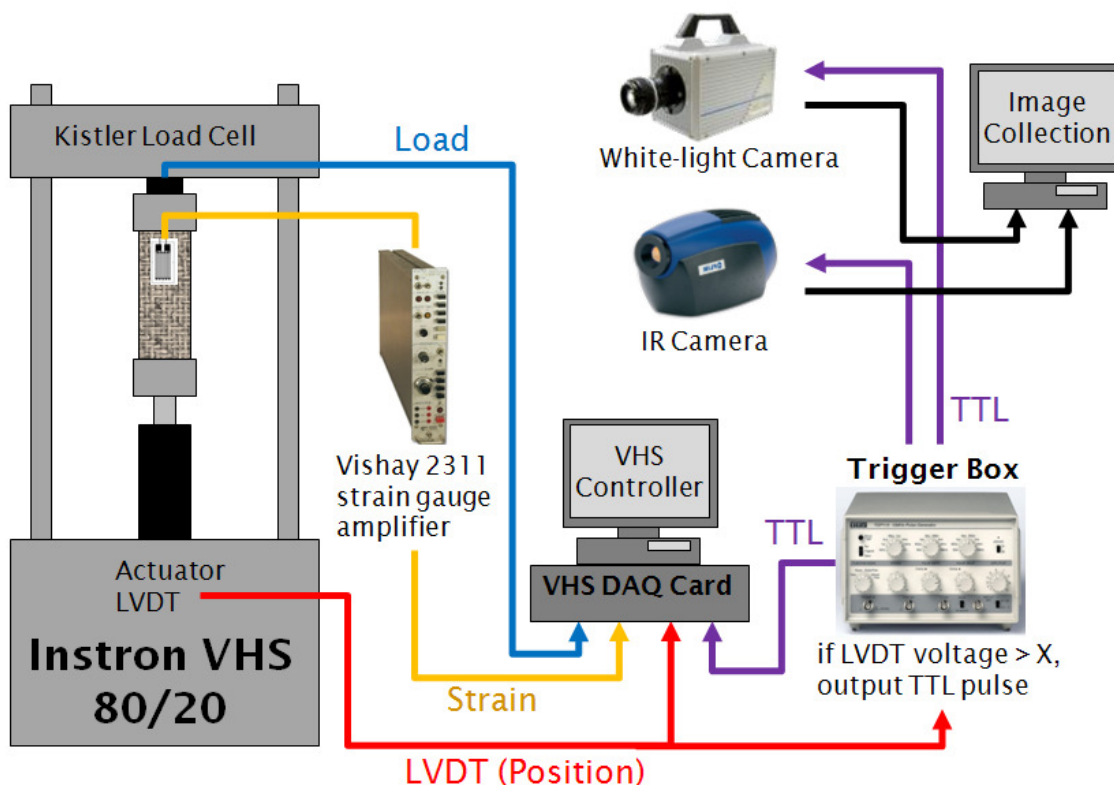 Kistler Load Cell
Load
White-light Camera
Image
Collection
IR Camera
TTL
Vishay 2311
strain gauge
amplifier
VHS
Controller
Trigger Box
TTL
VHS DAQ Card
Actuator
LVDT
Instron VHS
80/20
if LVDT voltage > X,
output TTL pulse
Strain
LVDT (Position)